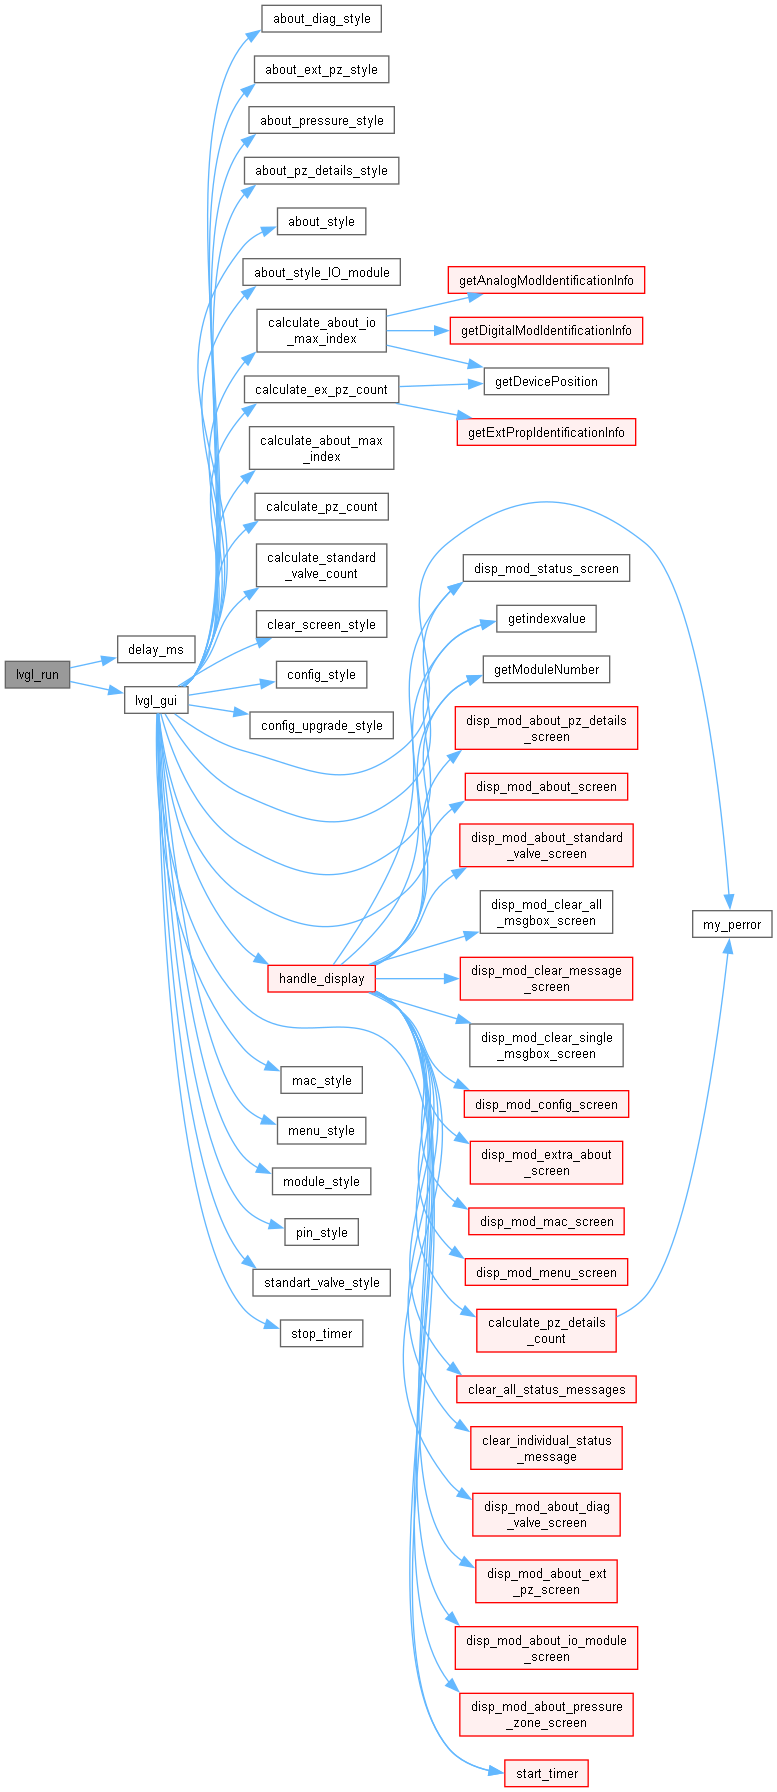 about_diag_style
about_ext_pz_style
about_pressure_style
about_pz_details_style
about_style
about_style_IO_module
calculate_about_io
_max_index
calculate_ex_pz_count
calculate_about_max
_index
calculate_pz_count
calculate_standard
_valve_count
clear_screen_style
config_style
config_upgrade_style
lvgl_run
delay_ms
lvgl_gui
handle_display
mac_style
menu_style
module_style
pin_style
standart_valve_style
stop_timer
getAnalogModIdentificationInfo
getDigitalModIdentificationInfo
getDevicePosition
getExtPropIdentificationInfo
disp_mod_status_screen
getindexvalue
getModuleNumber
disp_mod_about_pz_details
_screen
disp_mod_about_screen
disp_mod_about_standard
_valve_screen
disp_mod_clear_all
_msgbox_screen
disp_mod_clear_message
_screen
disp_mod_clear_single
_msgbox_screen
disp_mod_config_screen
disp_mod_extra_about
_screen
disp_mod_mac_screen
disp_mod_menu_screen
calculate_pz_details
_count
clear_all_status_messages
clear_individual_status
_message
disp_mod_about_diag
_valve_screen
disp_mod_about_ext
_pz_screen
disp_mod_about_io_module
_screen
disp_mod_about_pressure
_zone_screen
start_timer
my_perror